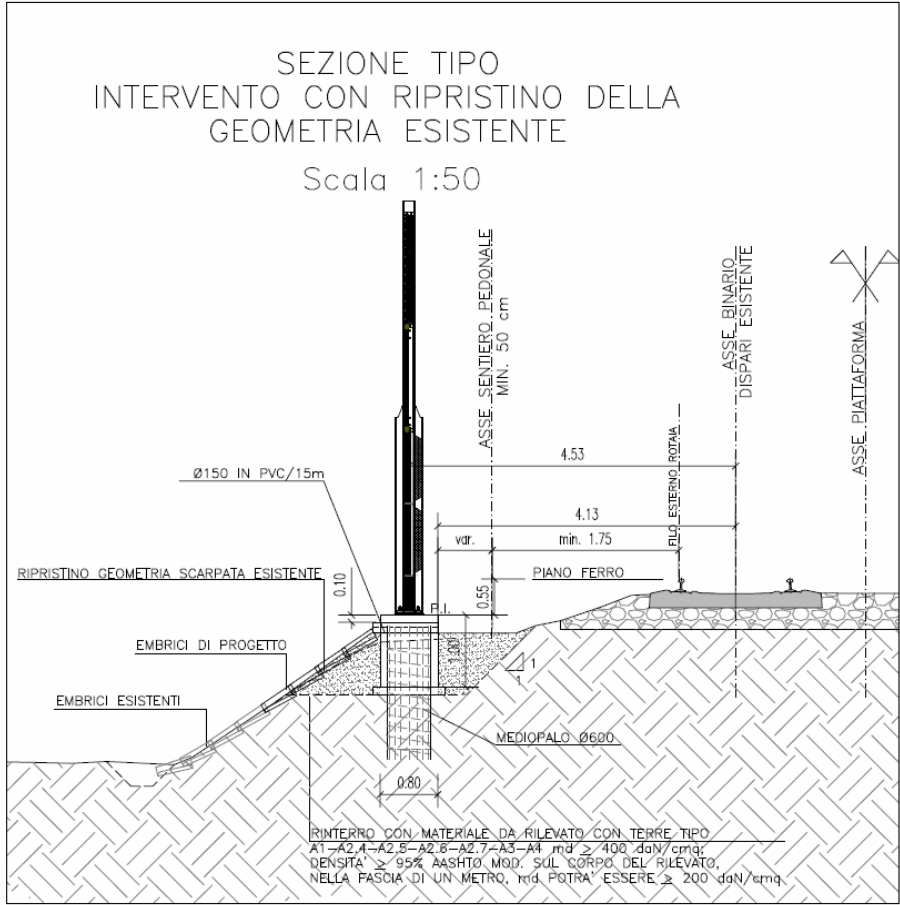 SEZIONE TIPO
INTERVENTO CON RIPRISTINO DELLA
GEOMETRIA ESISTENTE
Scala 1:50
ASSE SENTIERO PEDONALE
MIN. 50 cm
ASSE BINARIO
DISPARI ESISTENTE
ASSE PIATTAFORMA
FILO ESTERNO ROTAIA
4.53
Ø150 IN PVC/15m
4.13
var.
min. 1.75
RIPRISTINO GEOMETRIA SCARPATA ESISTENTE
0.10
PIANO FERRO
0.55
P.I.
1.00
EMBRICI DI PROGETTO
1
1
EMBRICI ESISTENTI
MEDIOPALO Ø600
0.80
RINTERRO CON MATERIALE DA RILEVATO CON TERRE TIPO
A1-A2.4-A2.5-A2.6-A2.7-A3-A4 md ≥ 400 daN/cmq;
DENSITA' ≥ 95% AASHTO MOD. SUL CORPO DEL RILEVATO,
NELLA FASCIA DI UN METRO, md POTRA' ESSERE ≥ 200 daN/cmq